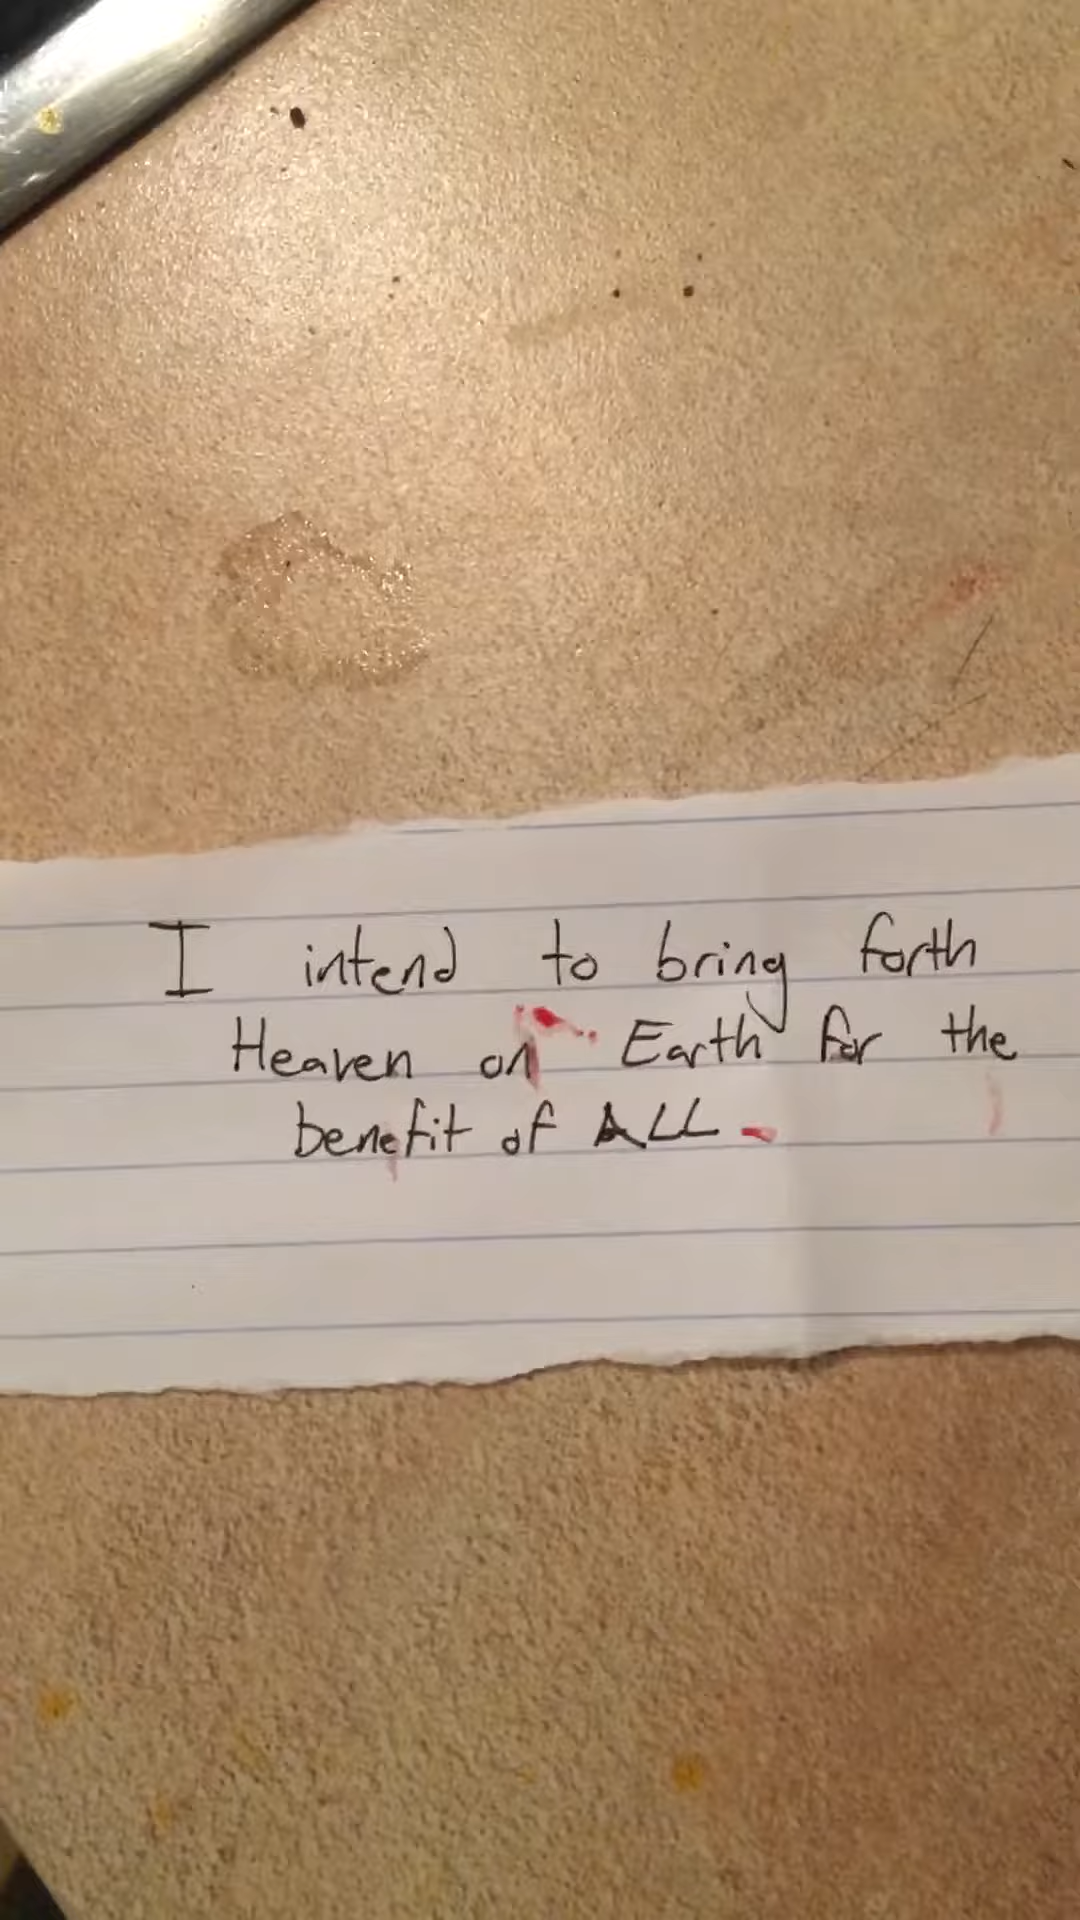 I intend to bring forth
Heaven on Earth for the
benefit of ALL.